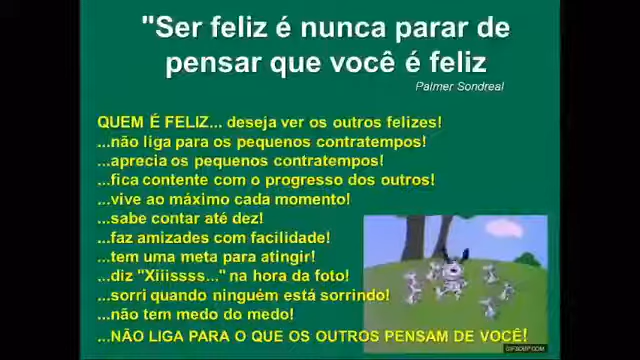 "Ser feliz é nunca parar de
pensar que você é feliz
Palmer Sondreal
QUEM É FELIZ... deseja ver os outros felizes!
...não liga para os pequenos contratempos!
...aprecia os pequenos contratempos!
...fica contente com o progresso dos outros!
...vive ao máximo cada momento!
...sabe contar até dez!
...faz amizades com facilidade!
...tem uma meta para atingir!
...diz "Xiiissss..." na hora da foto!
...sorri quando ninguém está sorrindo!
...não tem medo do medo!
...NÃO LIGA PARA O QUE OS OUTROS PENSAM DE VOCÊ!